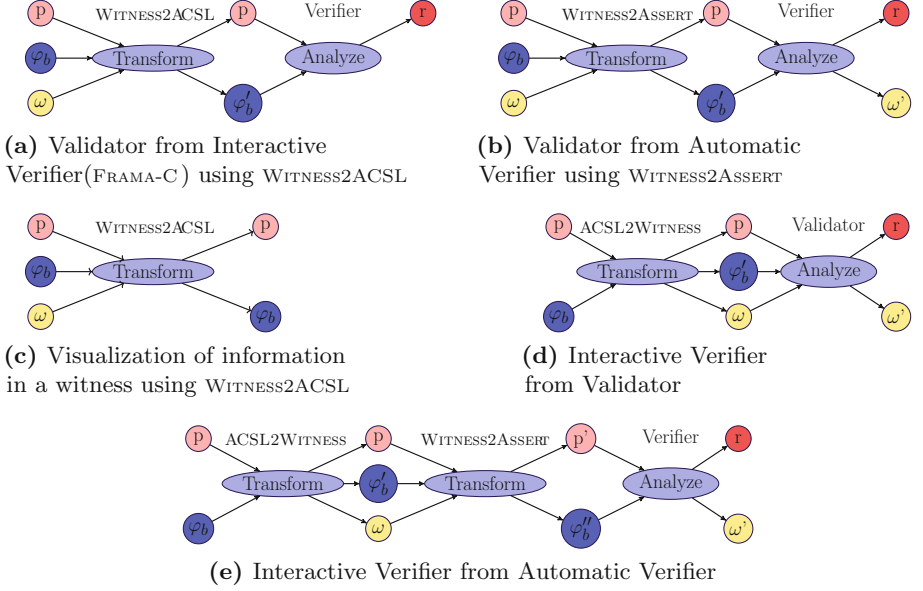 WITNESS2ACSL Verifier
p p r
φb Transform Analyze
ω φ′b
(a) Validator from Interactive
Verifier(FRAMA-C) using WITNESS2ACSL
WITNESS2ASSERT Verifier
p p r
φb Transform Analyze
ω φ′b ω'
(b) Validator from Automatic
Verifier using WITNESS2ASSERT
WITNESS2ACSL
p p
φb Transform
ω φb
(c) Visualization of information
in a witness using WITNESS2ACSL
ACSL2WITNESS Validator
p p r
Transform φ′b Analyze
φb ω ω'
(d) Interactive Verifier
from Validator
ACSL2WITNESS WITNESS2ASSERT Verifier
p p p' r
Transform φ′b Transform Analyze
φb ω φ″b ω'
(e) Interactive Verifier from Automatic Verifier